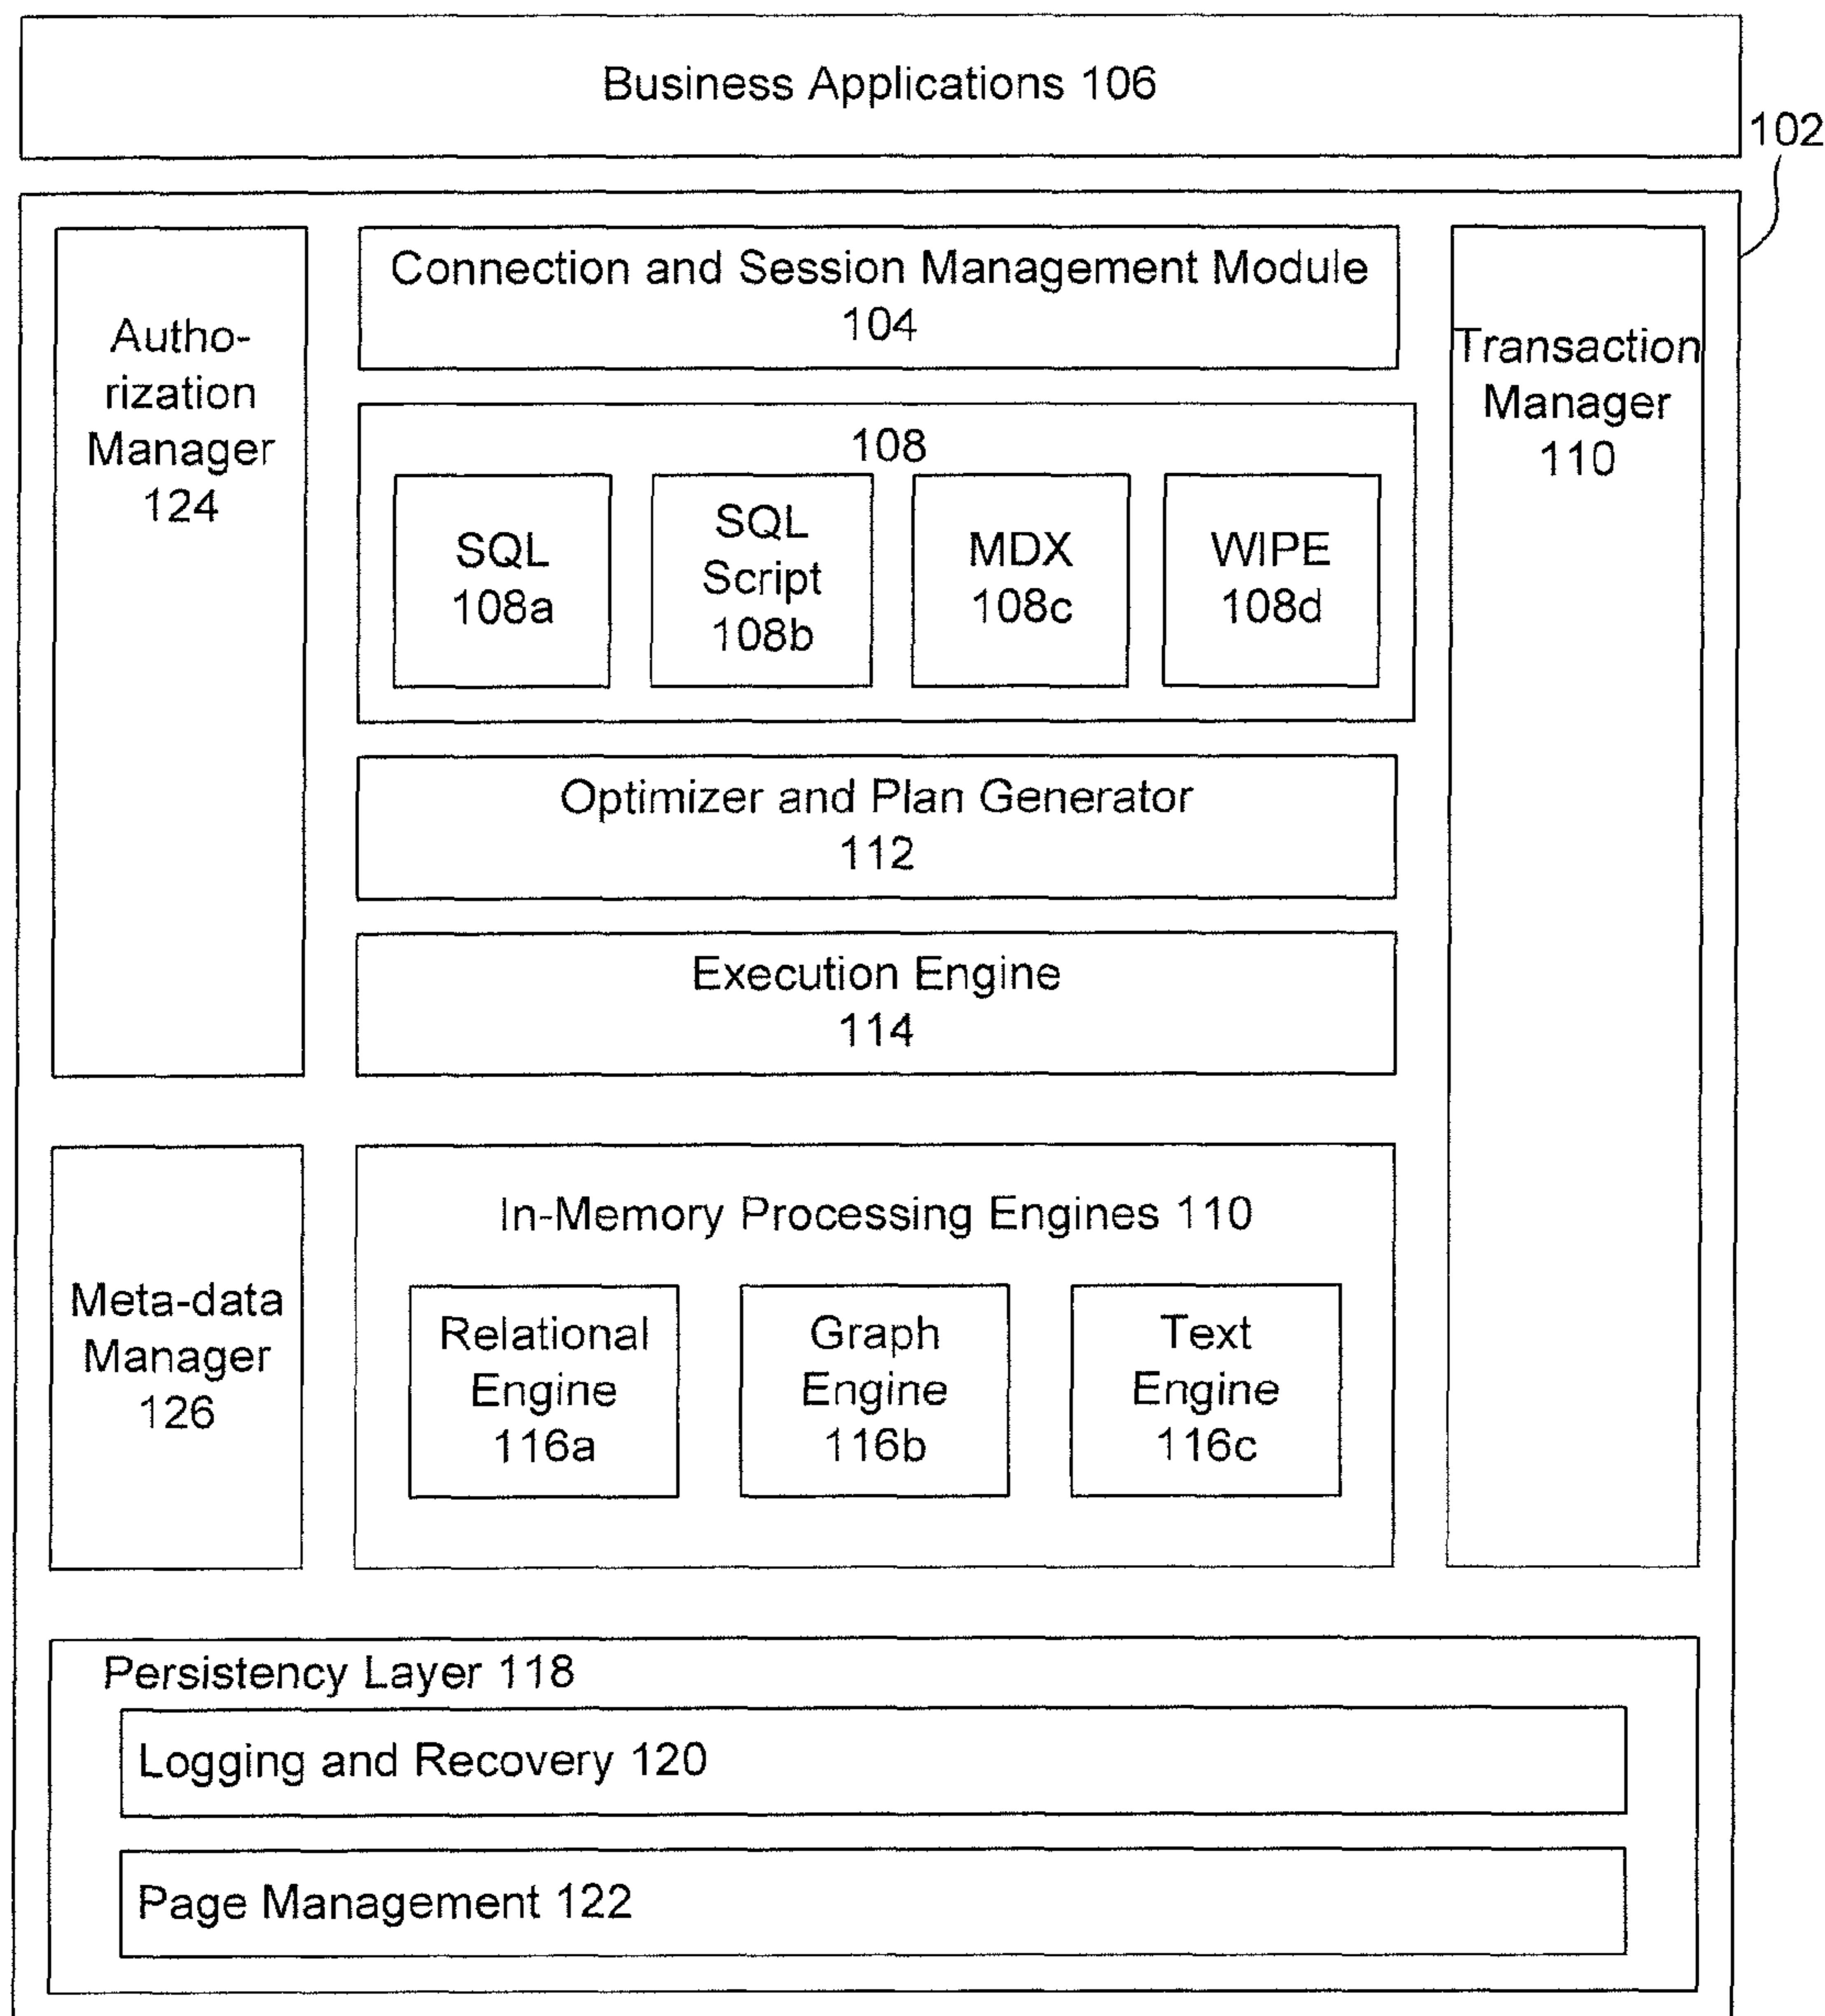 Business Applications 106
102
Connection and Session Management Module
104
Autho-
rization
Manager
124
Transaction
Manager
110
108
SQL
108a
SQL
Script
108b
MDX
108c
WIPE
108d
Optimizer and Plan Generator
112
Execution Engine
114
Meta-data
Manager
126
In-Memory Processing Engines 110
Relational
Engine
116a
Graph
Engine
116b
Text
Engine
116c
Persistency Layer 118
Logging and Recovery 120
Page Management 122